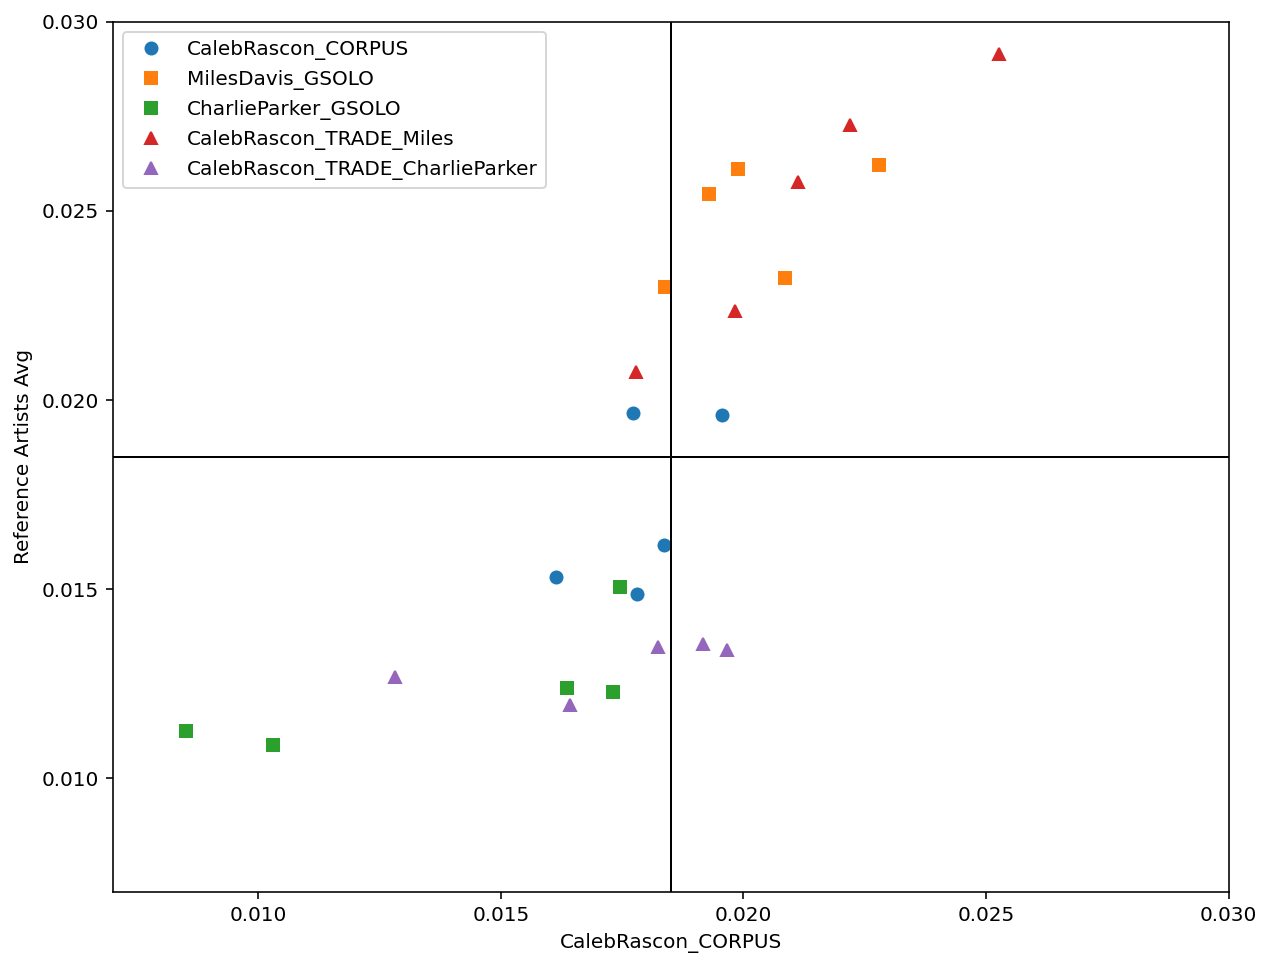 0.030
CalebRascon_CORPUS
MilesDavis_GSOLO
CharlieParker_GSOLO
CalebRascon_TRADE_Miles
CalebRascon_TRADE_CharlieParker
0.025
0.020
0.015
0.010
Reference Artists Avg
0.010 0.015 0.020 0.025 0.030
CalebRascon_CORPUS